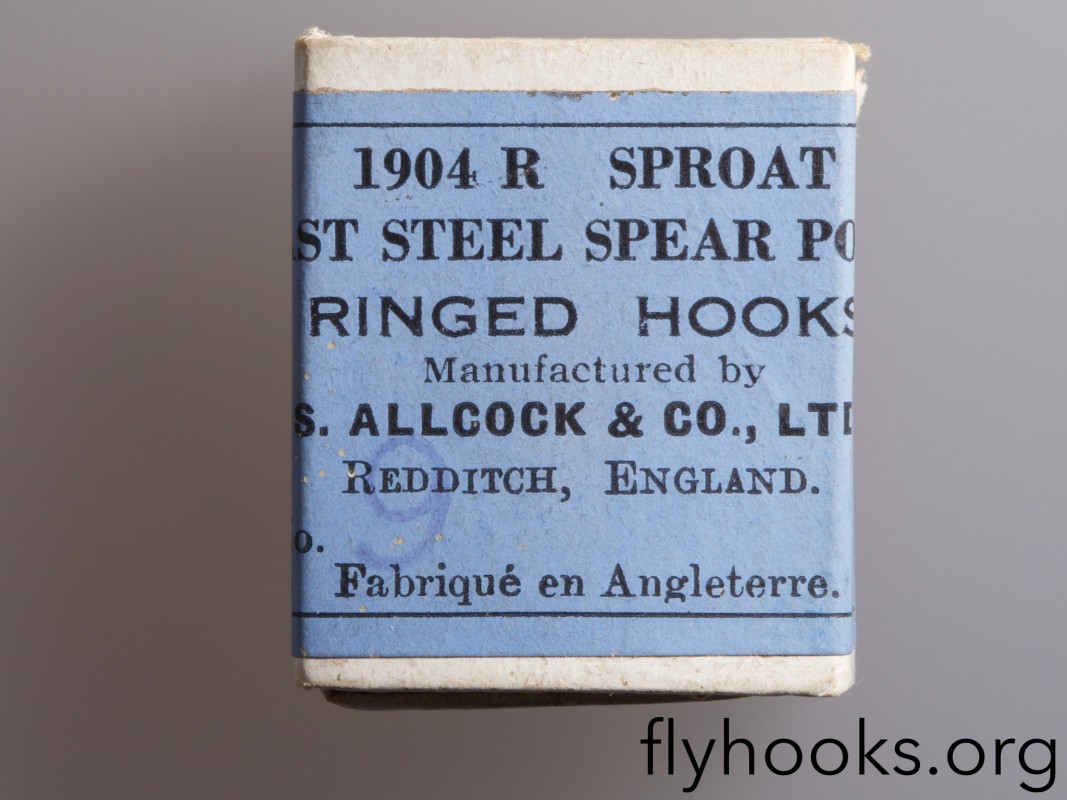 1904 R SPROAT
ST STEEL SPEAR PO
RINGED HOOKS
Manufactured by
S. ALLCOCK & CO., LTD
REDDITCH, ENGLAND.
9
o.
Fabriqué en Angleterre.
flyhooks.org